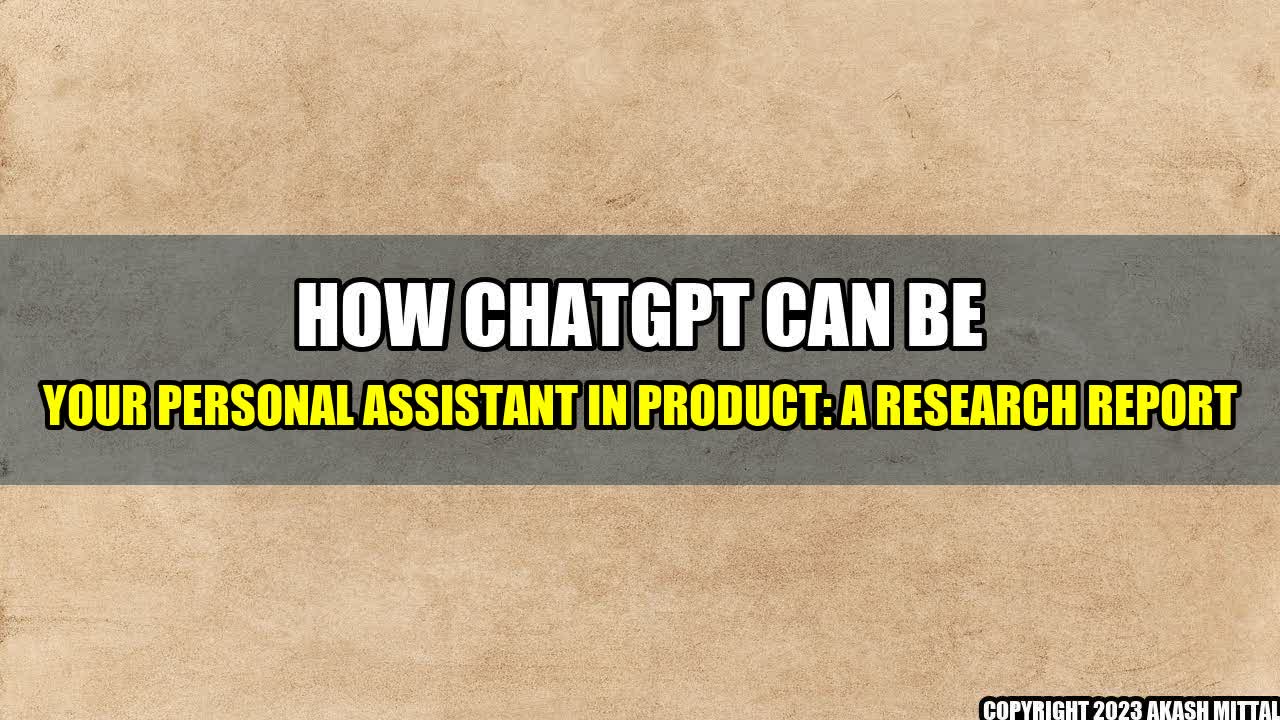 HOW CHATGPT CAN BE
YOUR PERSONAL ASSISTANT IN PRODUCT: A RESEARCH REPORT
COPYRIGHT 2023 AKASH MITTAL